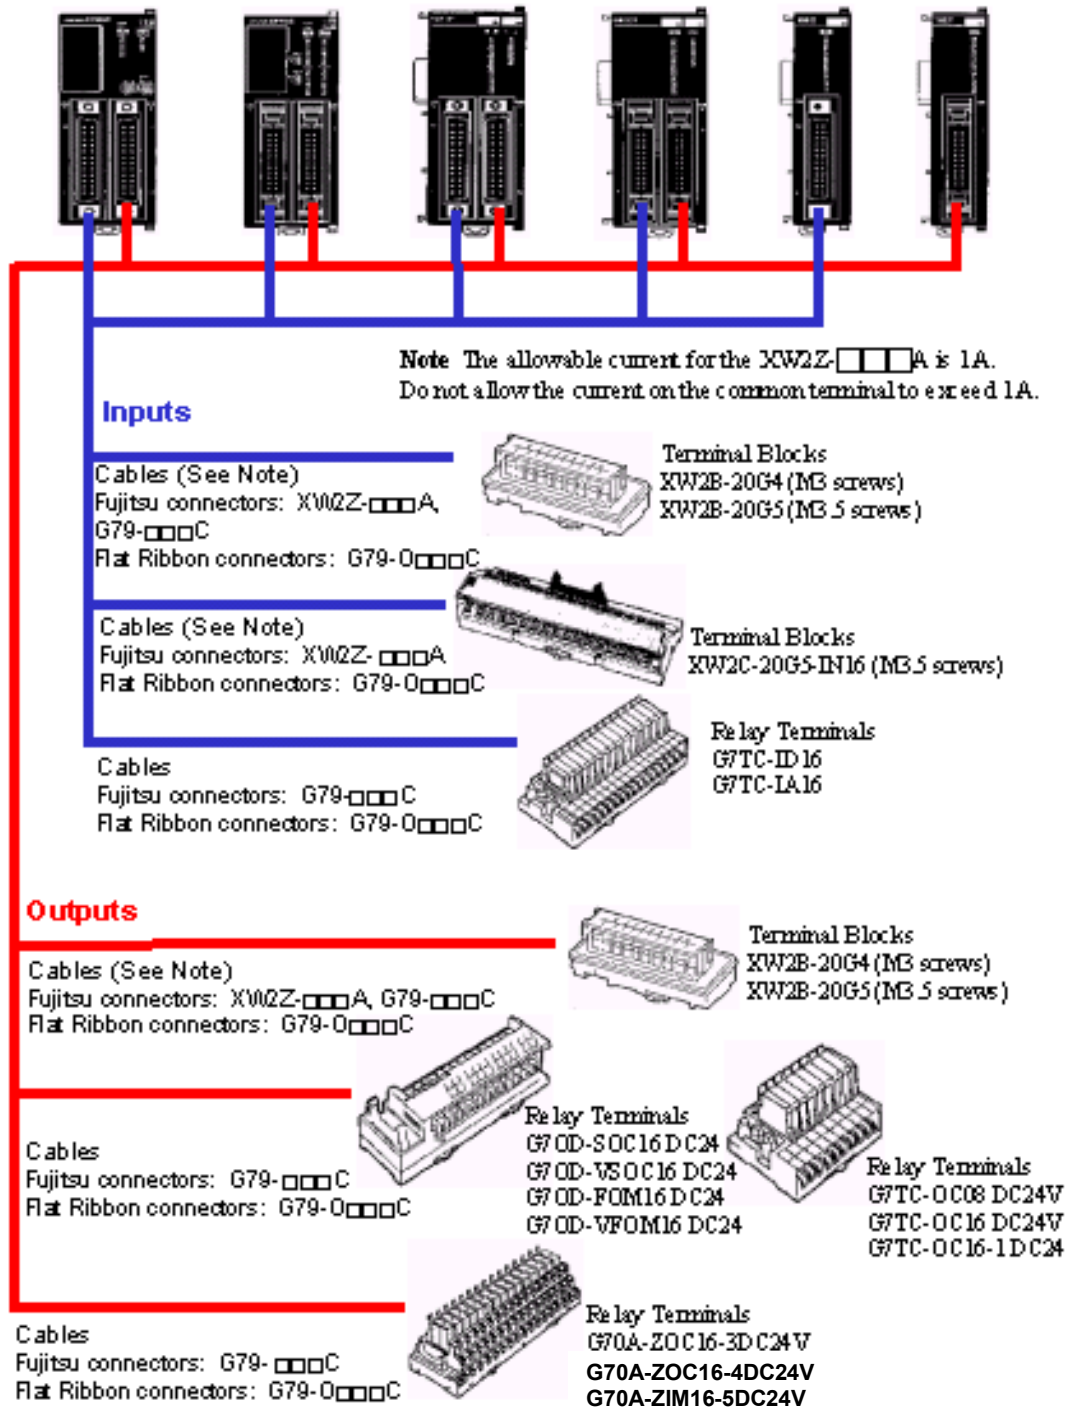 Note The allowable current for the XW2Z-□□□A is 1A.
Do not allow the current on the common terminal to exeed 1A.
Inputs
Cables (See Note)
Fujitsu connectors: XW2Z-□□□A,
G79-□□□C
Flat Ribbon connectors: G79-O□□□C
Terminal Blocks
XW2B-20G4 (M3 screws)
XW2B-20G5 (M3.5 screws)
Cables (See Note)
Fujitsu connectors: XW2Z-□□□A
Flat Ribbon connectors: G79-O□□□C
Terminal Blocks
XW2C-20G5-IN16 (M3.5 screws)
Cables
Fujitsu connectors: G79-□□□C
Flat Ribbon connectors: G79-O□□□C
Relay Terminals
G7TC-ID16
G7TC-IA16
Outputs
Cables (See Note)
Fujitsu connectors: XW2Z-□□□A, G79-□□□C
Flat Ribbon connectors: G79-O□□□C
Terminal Blocks
XW2B-20G4 (M3 screws)
XW2B-20G5 (M3.5 screws)
Cables
Fujitsu connectors: G79-□□□C
Flat Ribbon connectors: G79-O□□□C
Relay Terminals
G7OD-SOC16 DC24
G7OD-VSOC16 DC24
G7OD-FOM16 DC24
G7OD-VFOM16 DC24
Relay Terminals
G7TC-OC08 DC24V
G7TC-OC16 DC24V
G7TC-OC16-1 DC24
Cables
Fujitsu connectors: G79-□□□C
Flat Ribbon connectors: G79-O□□□C
Relay Terminals
G70A-ZOC16-3DC24V
G70A-ZOC16-4DC24V
G70A-ZIM16-5DC24V